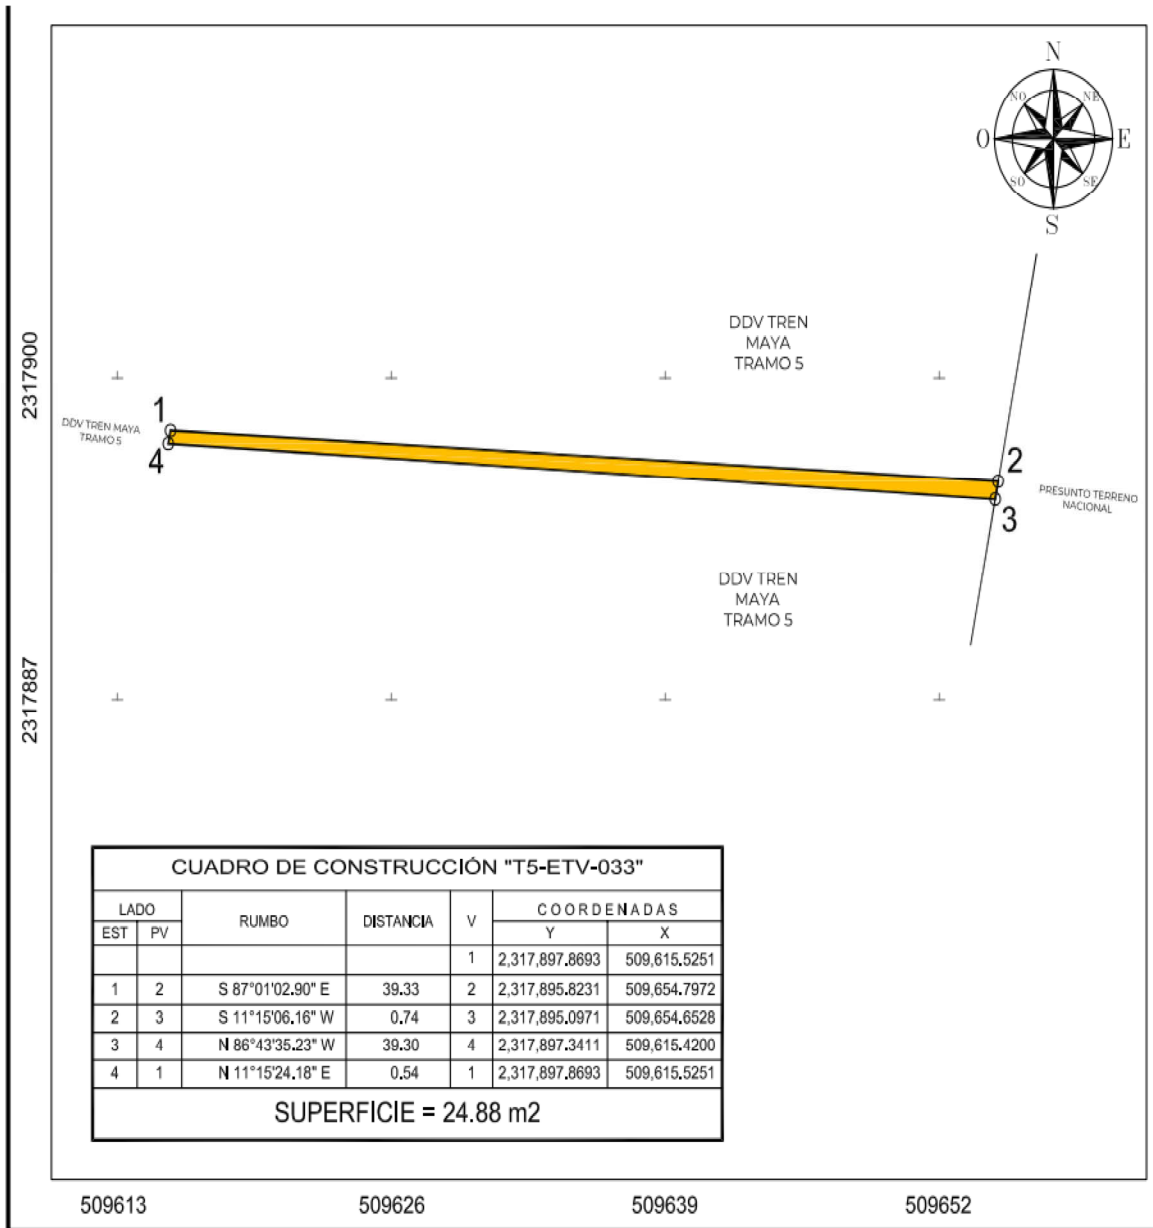 N
NO
NE
O
E
SO
SE
S
DDV TREN
MAYA
TRAMO 5
2317900
1
DDV TREN MAYA
TRAMO 5
4
2
PRESUNTO TERRENO
NACIONAL
3
DDV TREN
MAYA
TRAMO 5
2317887
CUADRO DE CONSTRUCCIÓN "T5-ETV-033"
LADO RUMBO DISTANCIA V COORDENADAS
EST PV Y X
1 2,317,897.8693 509,615.5251
1 2 S 87°01'02.90" E 39.33 2 2,317,895.8231 509,654.7972
2 3 S 11°15'06.16" W 0.74 3 2,317,895.0971 509,654.6528
3 4 N 86°43'35.23" W 39.30 4 2,317,897.3411 509,615.4200
4 1 N 11°15'24.18" E 0.54 1 2,317,897.8693 509,615.5251
SUPERFICIE = 24.88 m2
509613 509626 509639 509652